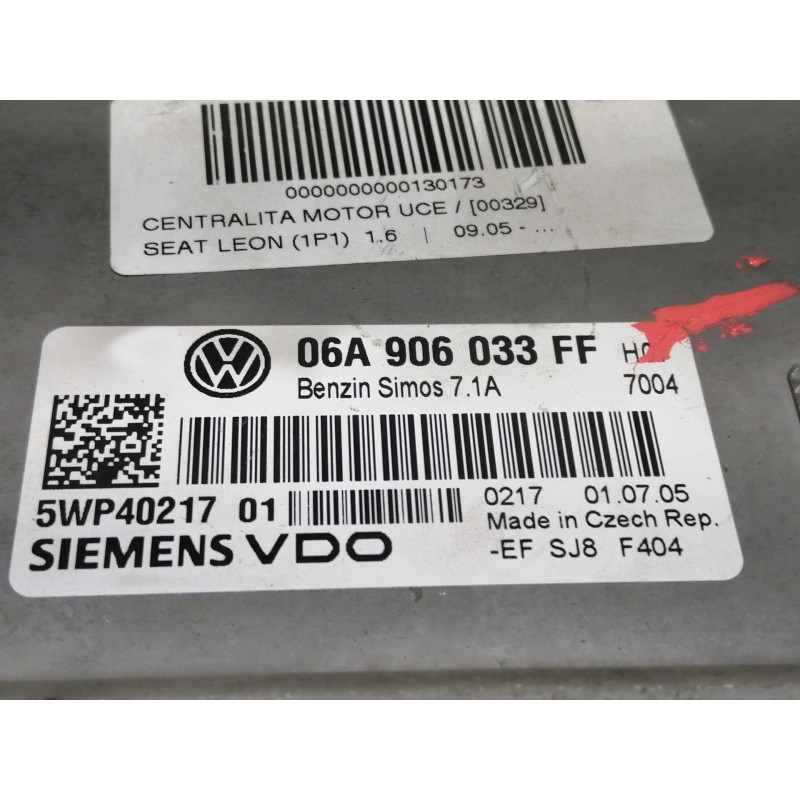 0000000000130173
CENTRALITA MOTOR UCE / [00329]
SEAT LEON (1P1) 1.6 | 09.05 - ...
06A 906 033 FF
Benzin Simos 7.1A 7004
5WP40217 01 0217 01.07.05
Made in Czech Rep.
SIEMENS VDO -EF SJ8 F404